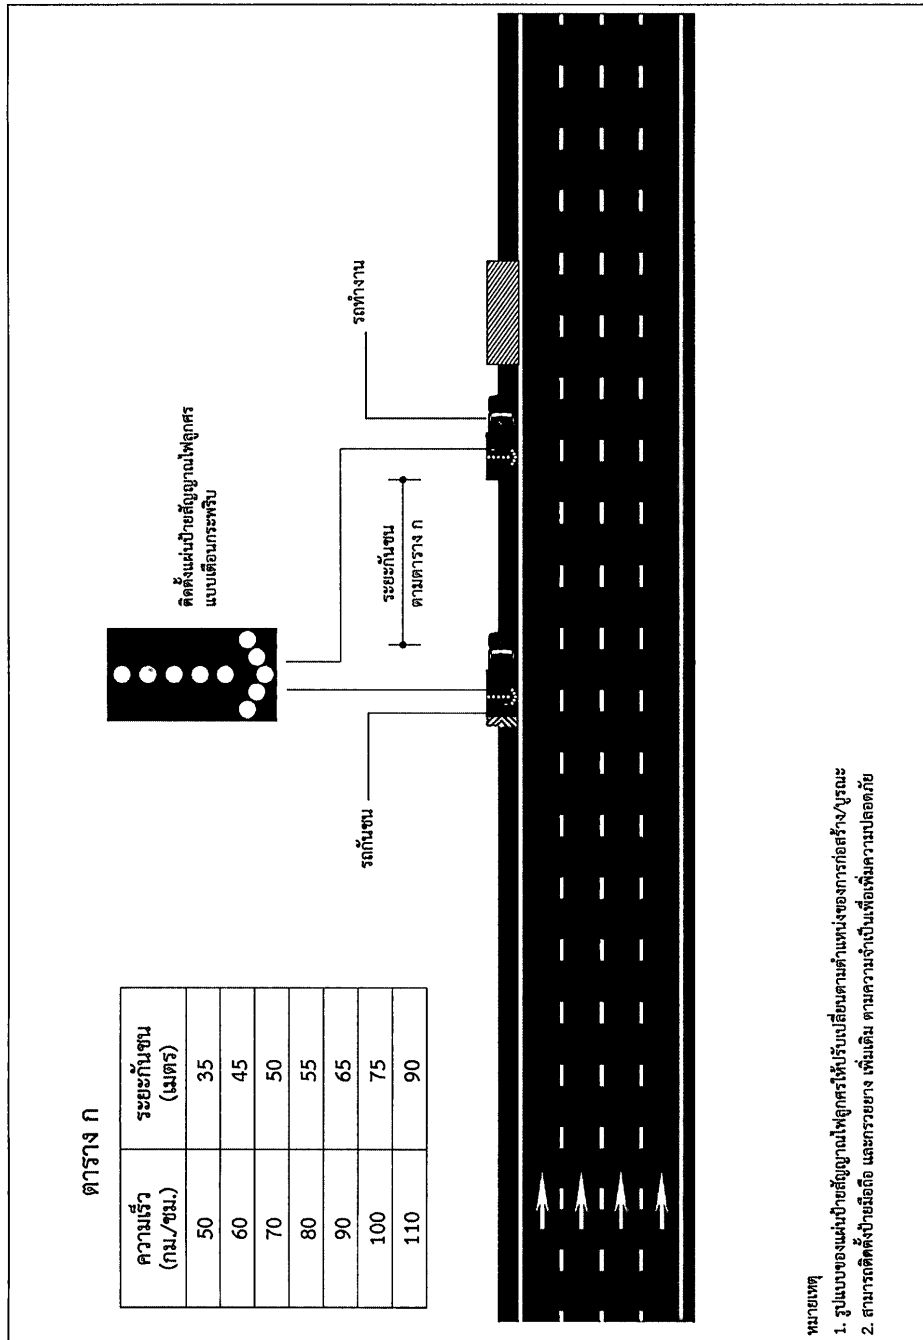 ตาราง ก
ความเร็ว (กม./ชม.) ระยะกันชน (เมตร)
50 35
60 45
70 50
80 55
90 65
100 75
110 90
ติดตั้งแผ่นป้ายสัญญาณไฟลูกศร
แบบเตือนกระพริบ
รถกันชน
ระยะกันชน
ตามตาราง ก
รถทำงาน
หมายเหตุ
1. รูปแบบของแผ่นป้ายสัญญาณไฟลูกศรให้ปรับเปลี่ยนตามตำแหน่งของการก่อสร้าง/บูรณะ
2. สามารถติดตั้งป้ายมือถือ และกรวยยาง เพิ่มเติม ตามความจำเป็นเพื่อเพิ่มความปลอดภัย